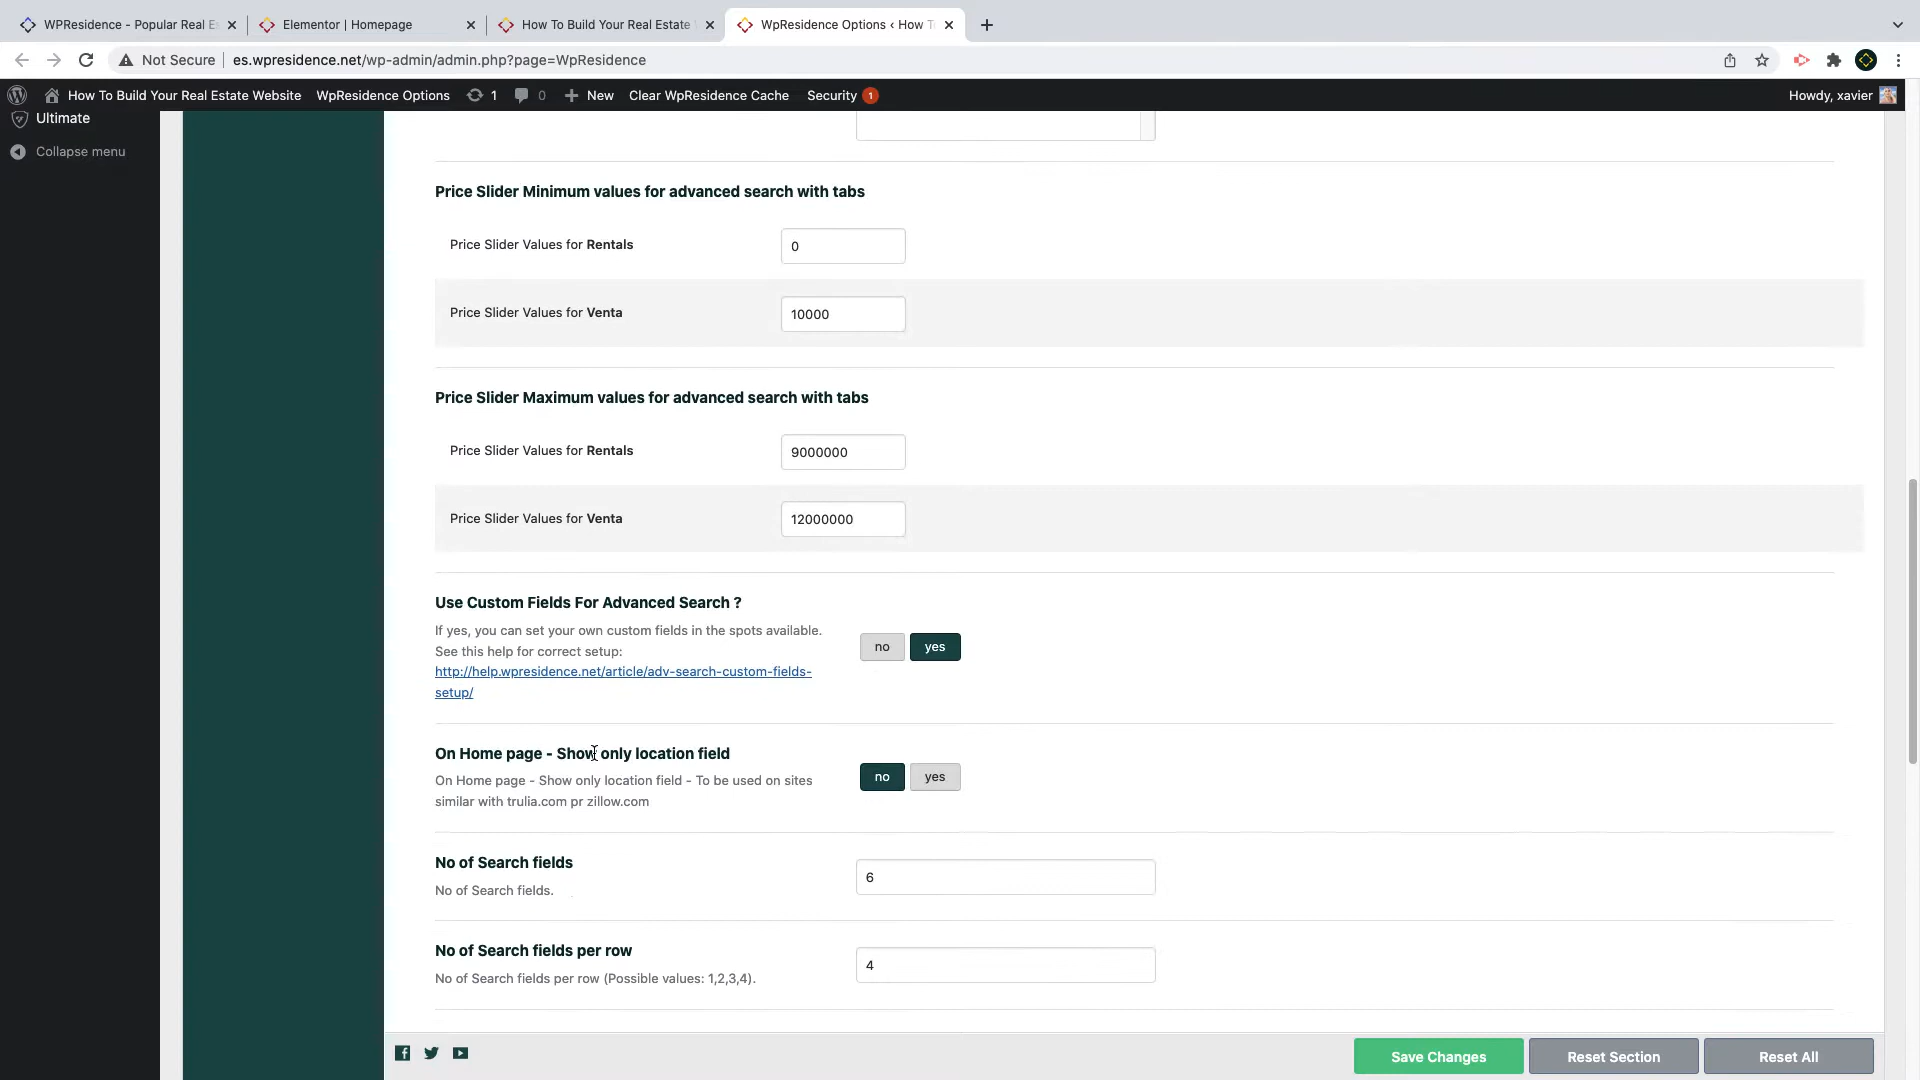 WPResidence - Popular Real Es
Elementor | Homepage
How To Build Your Real Estate
WpResidence Options ‹ How T
Not Secure
es.wpresidence.net/wp-admin/admin.php?page=WpResidence
How To Build Your Real Estate Website
WpResidence Options
1
0
New
Clear WpResidence Cache
Security 1
Howdy, xavier
Ultimate
Collapse menu
Price Slider Minimum values for advanced search with tabs
Price Slider Values for Rentals
0
Price Slider Values for Venta
10000
Price Slider Maximum values for advanced search with tabs
Price Slider Values for Rentals
9000000
Price Slider Values for Venta
12000000
Use Custom Fields For Advanced Search ?
If yes, you can set your own custom fields in the spots available.
See this help for correct setup:
http://help.wpresidence.net/article/adv-search-custom-fields-
setup/
no yes
On Home page - Show only location field
On Home page - Show only location field - To be used on sites
similar with trulia.com pr zillow.com
no yes
No of Search fields
No of Search fields.
6
No of Search fields per row
No of Search fields per row (Possible values: 1,2,3,4).
4
Save Changes
Reset Section
Reset All